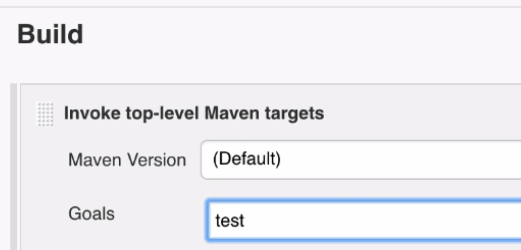 Build
Invoke top-level Maven targets
Maven Version (Default)
Goals test